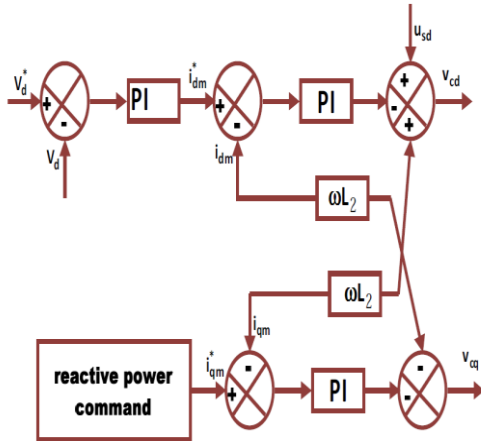 u_sd
V_d^* + - PI i_dm^* + - PI + - + v_cd
V_d
i_dm
ωL_2
ωL_2
i_qm
reactive power
command
i_qm^* + - PI - - v_cq